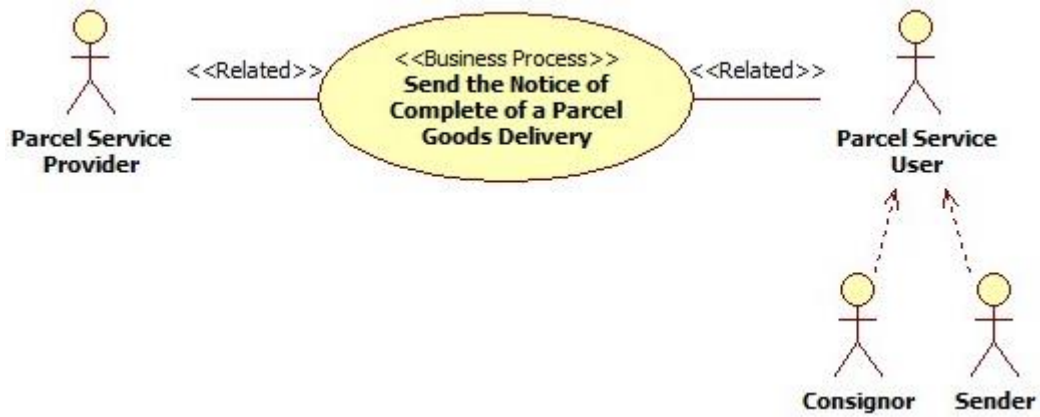 <<Related>>
<<Business Process>>
Send the Notice of
Complete of a Parcel
Goods Delivery
<<Related>>
Parcel Service
Provider
Parcel Service
User
Consignor
Sender